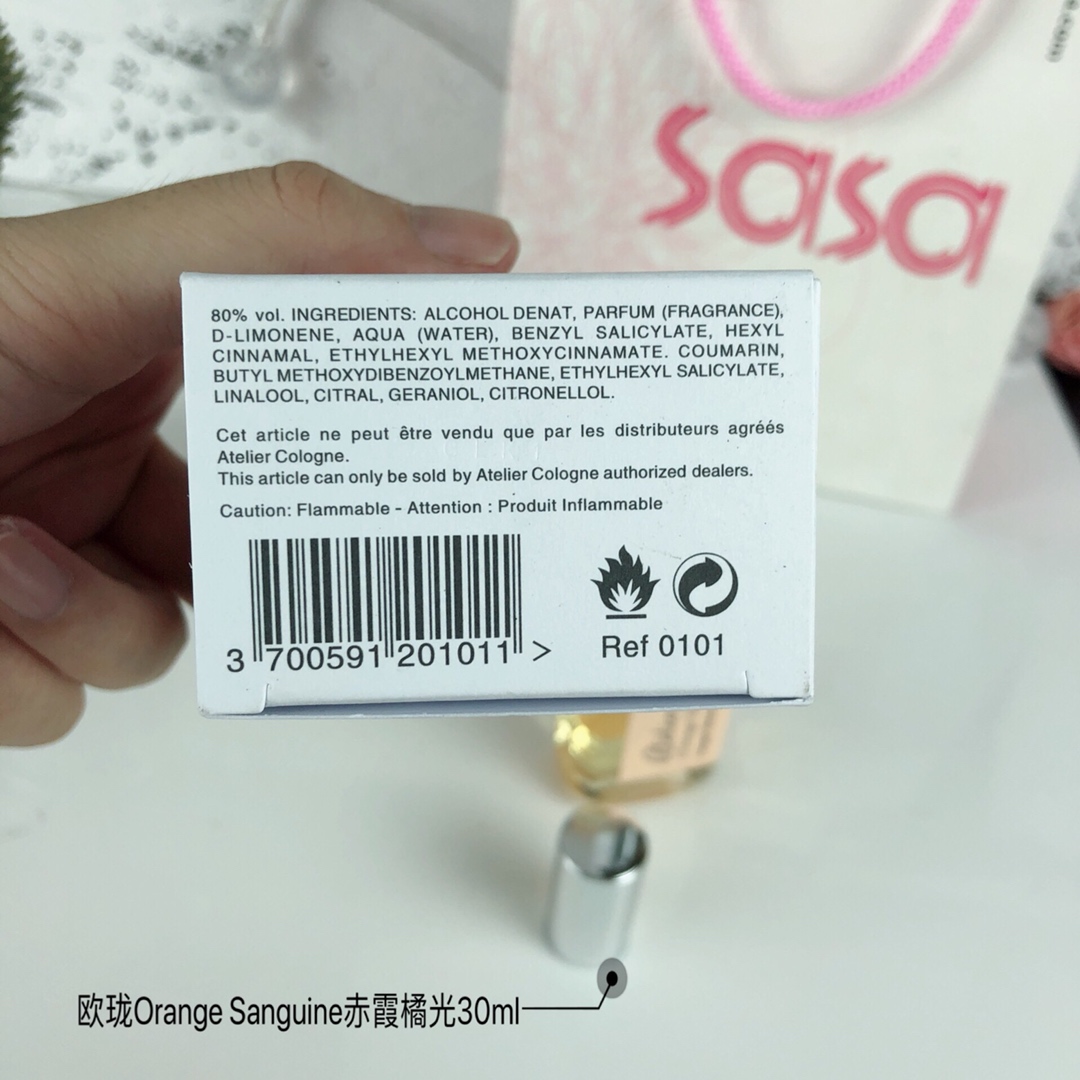 sasa
80% vol. INGREDIENTS: ALCOHOL DENAT, PARFUM (FRAGRANCE),
D-LIMONENE, AQUA (WATER), BENZYL SALICYLATE, HEXYL
CINNAMAL, ETHYLHEXYL METHOXYCINNAMATE. COUMARIN,
BUTYL METHOXYDIBENZOYLMETHANE, ETHYLHEXYL SALICYLATE,
LINALOOL, CITRAL, GERANIOL, CITRONELLOL.
Cet article ne peut être vendu que par les distributeurs agréés
Atelier Cologne.
This article can only be sold by Atelier Cologne authorized dealers.
Caution: Flammable - Attention : Produit Inflammable
3 700591 201011 >
Ref 0101
欧珑Orange Sanguine赤霞橘光30ml